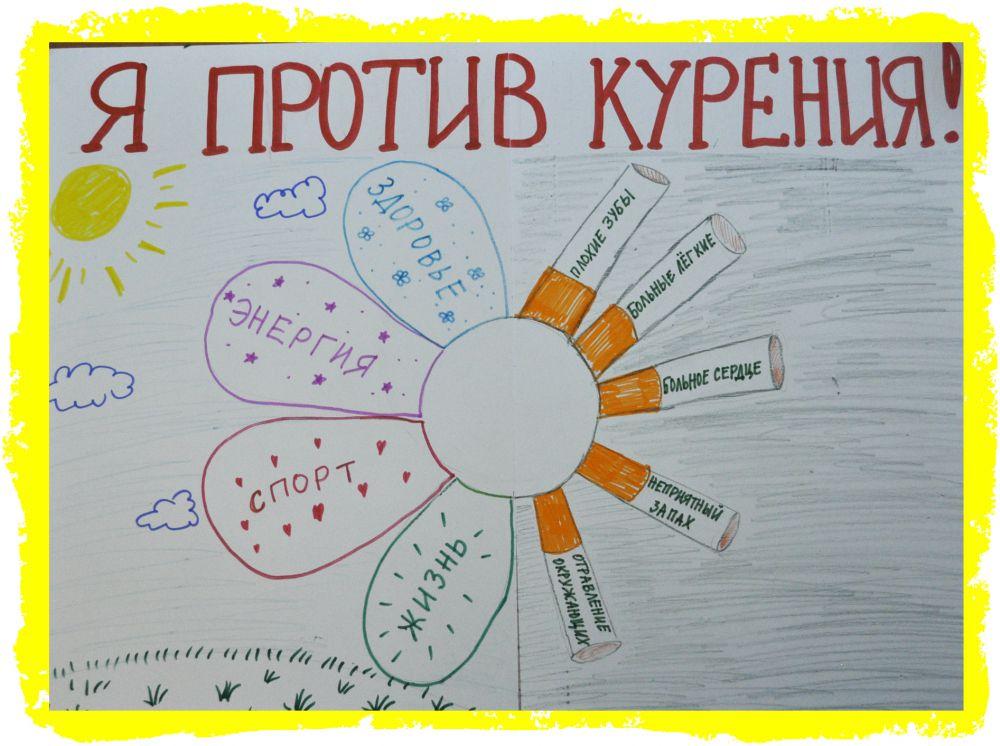 Я ПРОТИВ КУРЕНИЯ!
ЗДОРОВЬЕ
ЭНЕРГИЯ
СПОРТ
ЖИЗНЬ
ПЛОХИЕ ЗУБЫ
БОЛЬНЫЕ ЛЁГКИЕ
БОЛЬНОЕ СЕРДЦЕ
НЕПРИЯТНЫЙ
ЗАПАХ
ОТРАВЛЕНИЕ
ОКРУЖАЮЩИХ